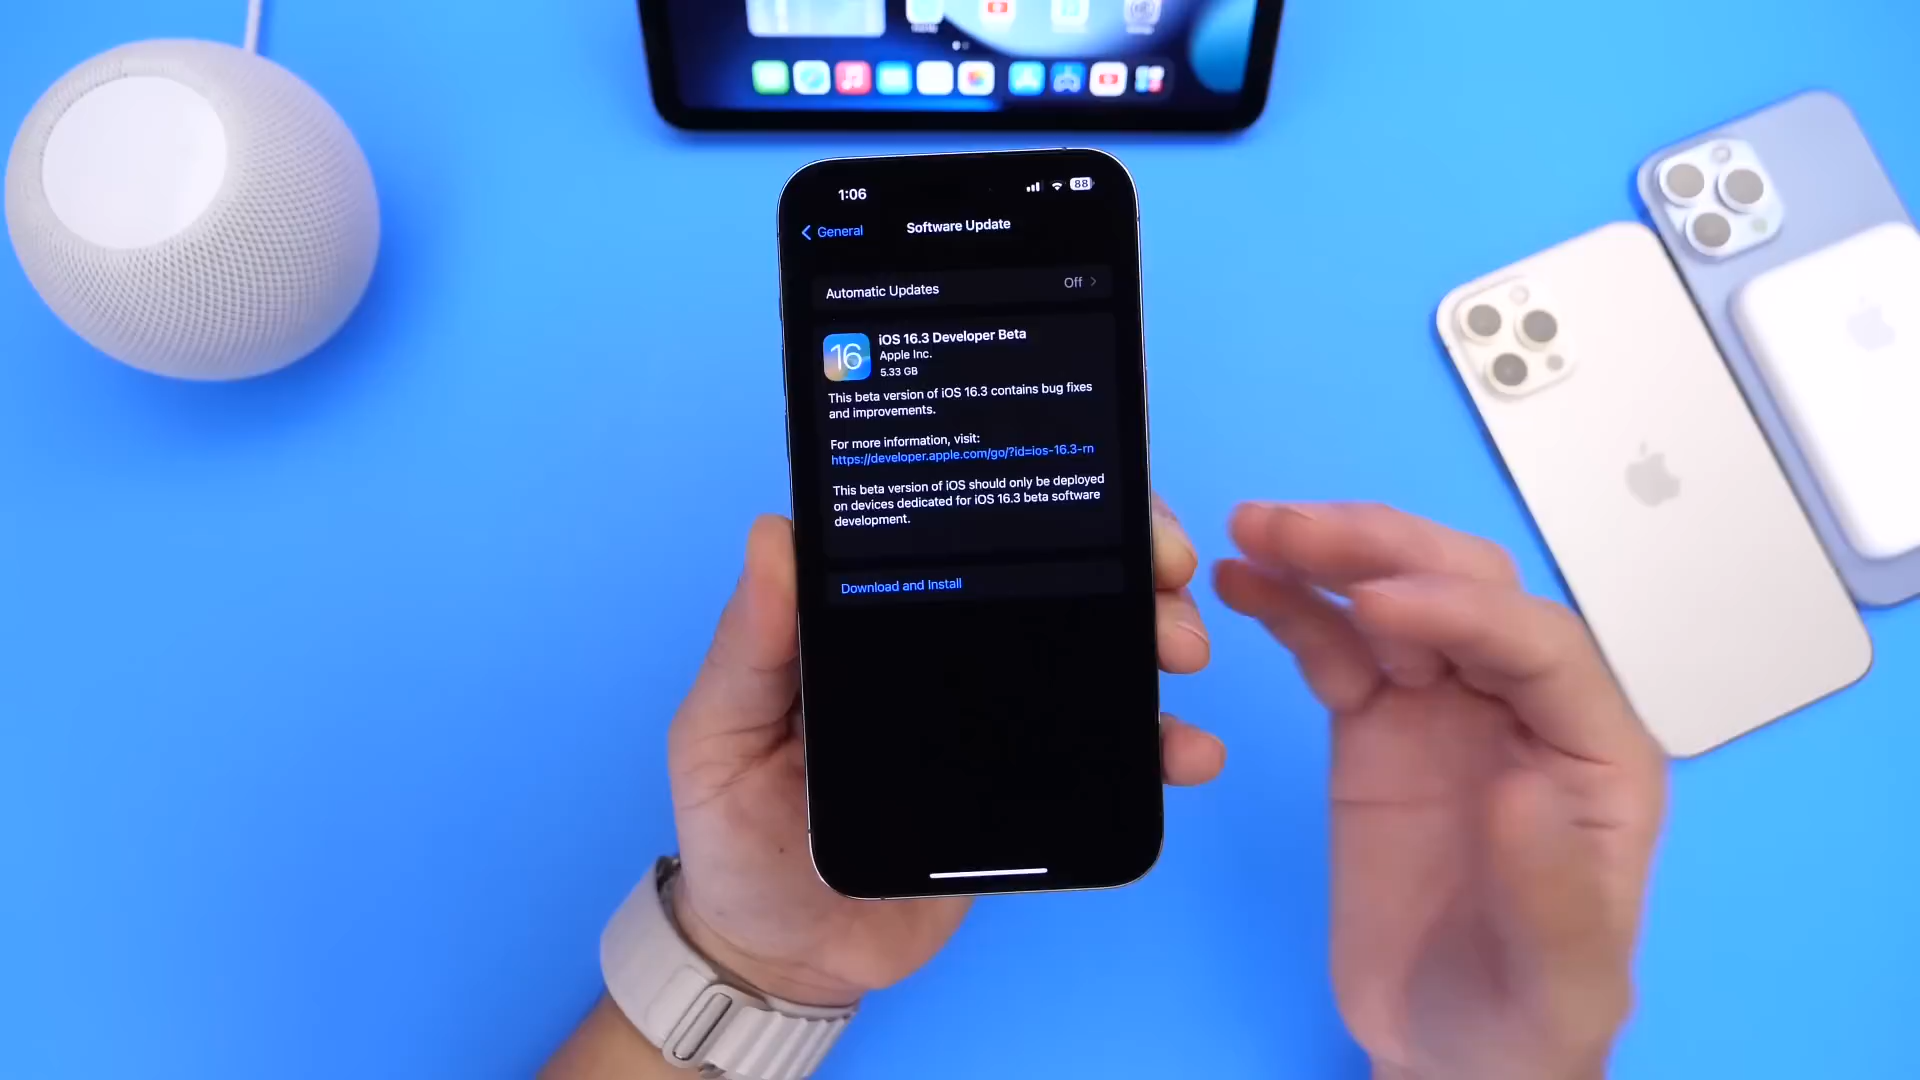 1:06
88
General
Software Update
Automatic Updates
Off
16
iOS 16.3 Developer Beta
Apple Inc.
5.33 GB
This beta version of iOS 16.3 contains bug fixes
and improvements.
For more information, visit:
https://developer.apple.com/go/?id=ios-16.3-rn
This beta version of iOS should only be deployed
on devices dedicated for iOS 16.3 beta software
development.
Download and Install